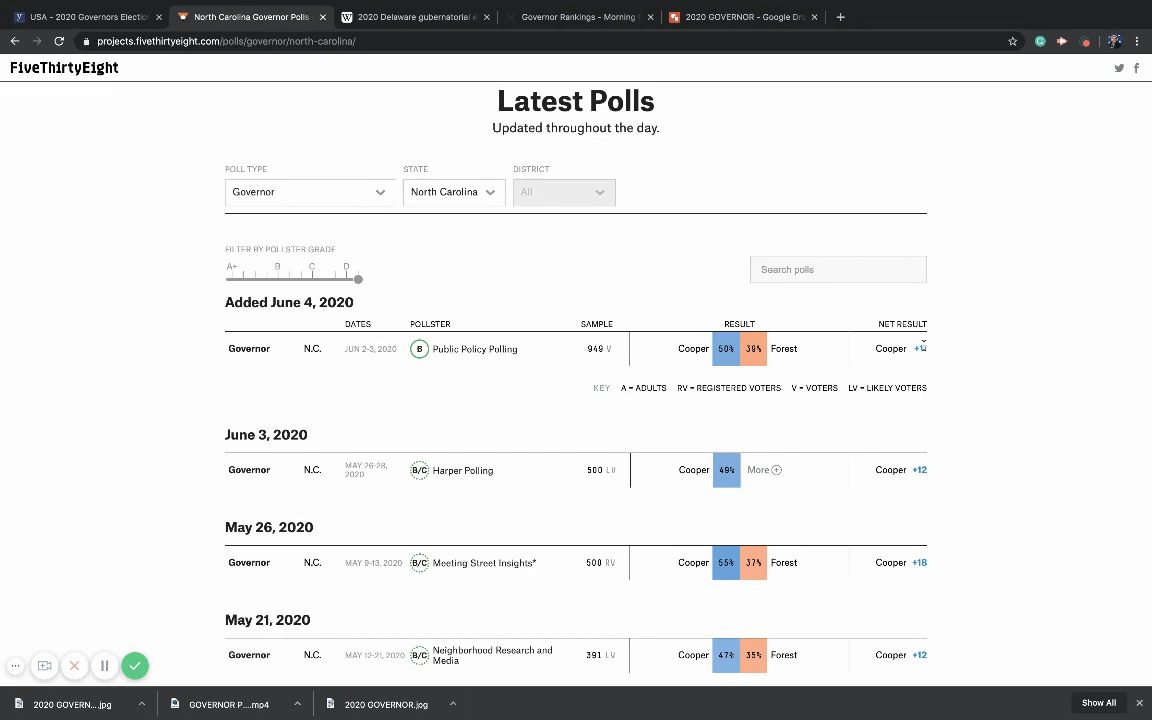 USA - 2020 Governors Election
North Carolina Governor Polls
2020 Delaware gubernatorial e
Governor Rankings - Morning C
2020 GOVERNOR - Google Dra
projects.fivethirtyeight.com/polls/governor/north-carolina/
FiveThirtyEight
Latest Polls
Updated throughout the day.
POLL TYPE STATE DISTRICT
Governor North Carolina All
FILTER BY POLLSTER GRADE
A+ B C D
Search polls
Added June 4, 2020
DATES POLLSTER SAMPLE RESULT NET RESULT
Governor N.C. JUN 2-3, 2020 B Public Policy Polling 949 V Cooper 50% 39% Forest Cooper
KEY A = ADULTS RV = REGISTERED VOTERS V = VOTERS LV = LIKELY VOTERS
June 3, 2020
Governor N.C. MAY 26-28, 2020 B/C Harper Polling 500 LV Cooper 49% More Cooper +12
May 26, 2020
Governor N.C. MAY 9-13, 2020 B/C Meeting Street Insights* 500 RV Cooper 55% 37% Forest Cooper +18
May 21, 2020
Governor N.C. MAY 12-21, 2020 B/C Neighborhood Research and Media 391 LV Cooper 47% 35% Forest Cooper +12
2020 GOVERN....jpg
GOVERNOR P....mp4
2020 GOVERNOR.jpg
Show All